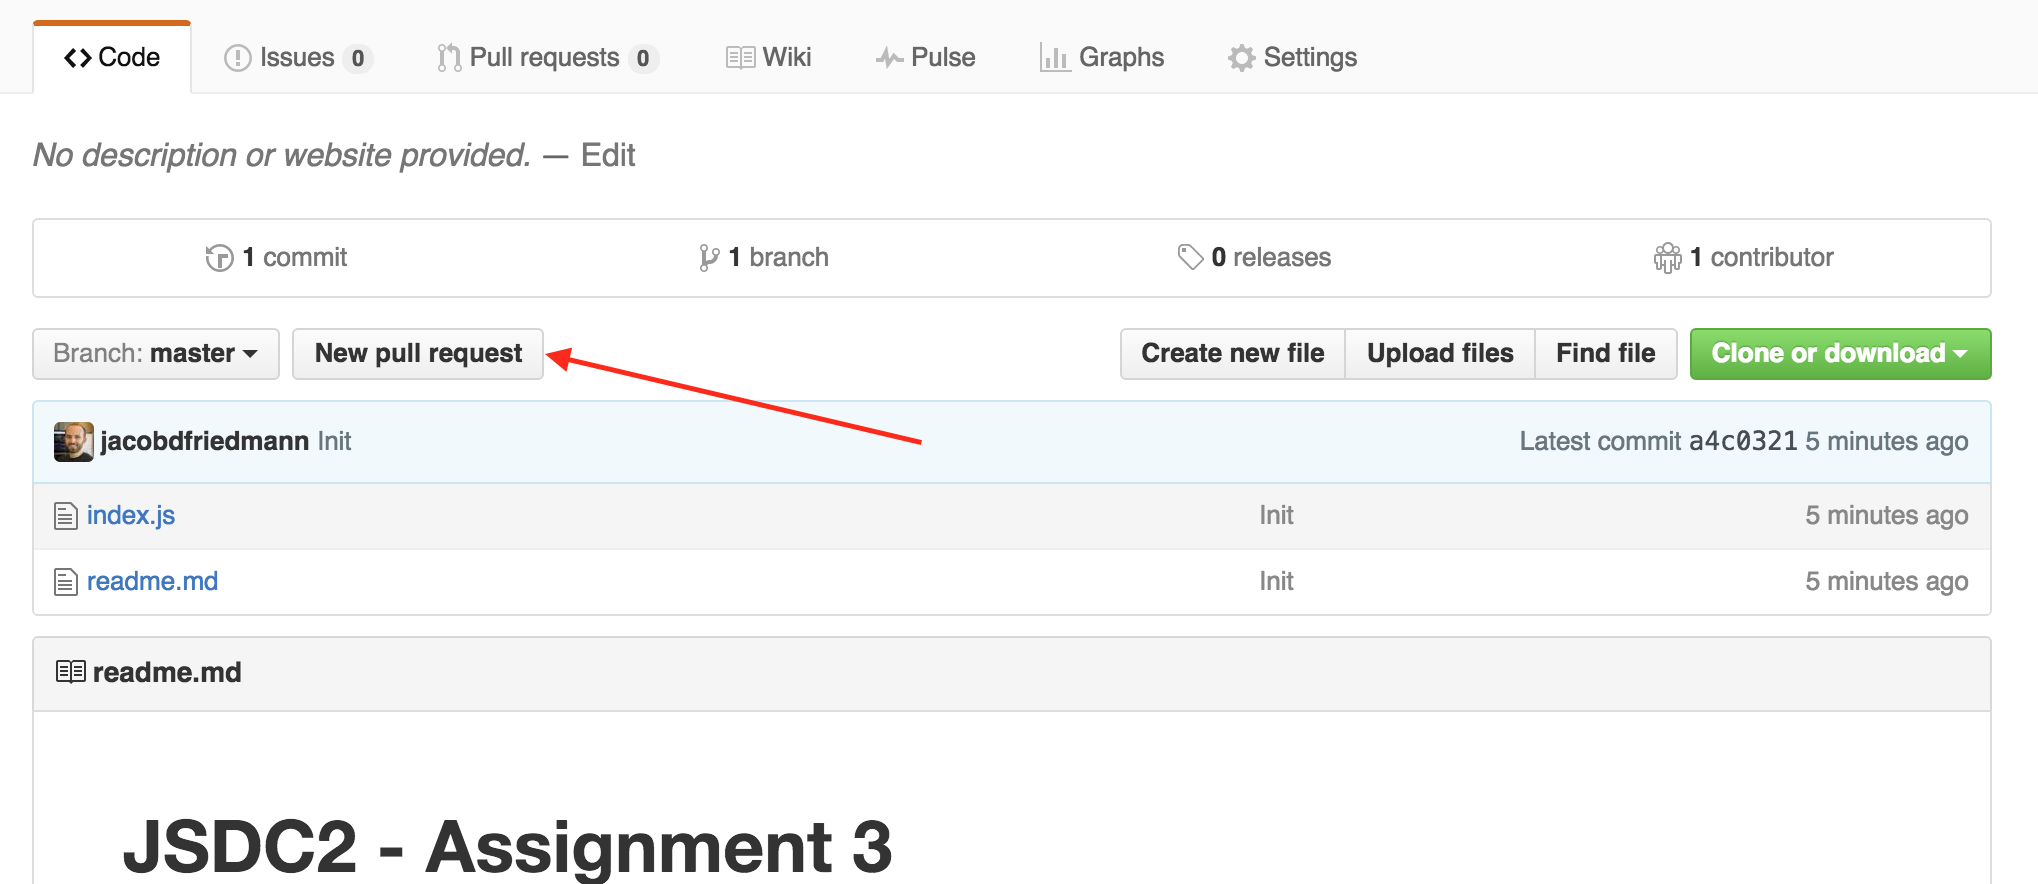 Code Issues 0 Pull requests 0 Wiki Pulse Graphs Settings
No description or website provided. — Edit
1 commit 1 branch 0 releases 1 contributor
Branch: master New pull request Create new file Upload files Find file Clone or download
jacobdfriedmann Init Latest commit a4c0321 5 minutes ago
index.js Init 5 minutes ago
readme.md Init 5 minutes ago
readme.md
JSDC2 - Assignment 3